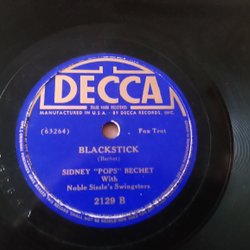 DECCA
MANUFACTURED IN U.S.A. - BY DECCA RECORDS, INC.
(63264) Fox Trot
BLACKSTICK
(Bechet)
SIDNEY "POPS" BECHET
With
Noble Sissle's Swingsters
2129 B